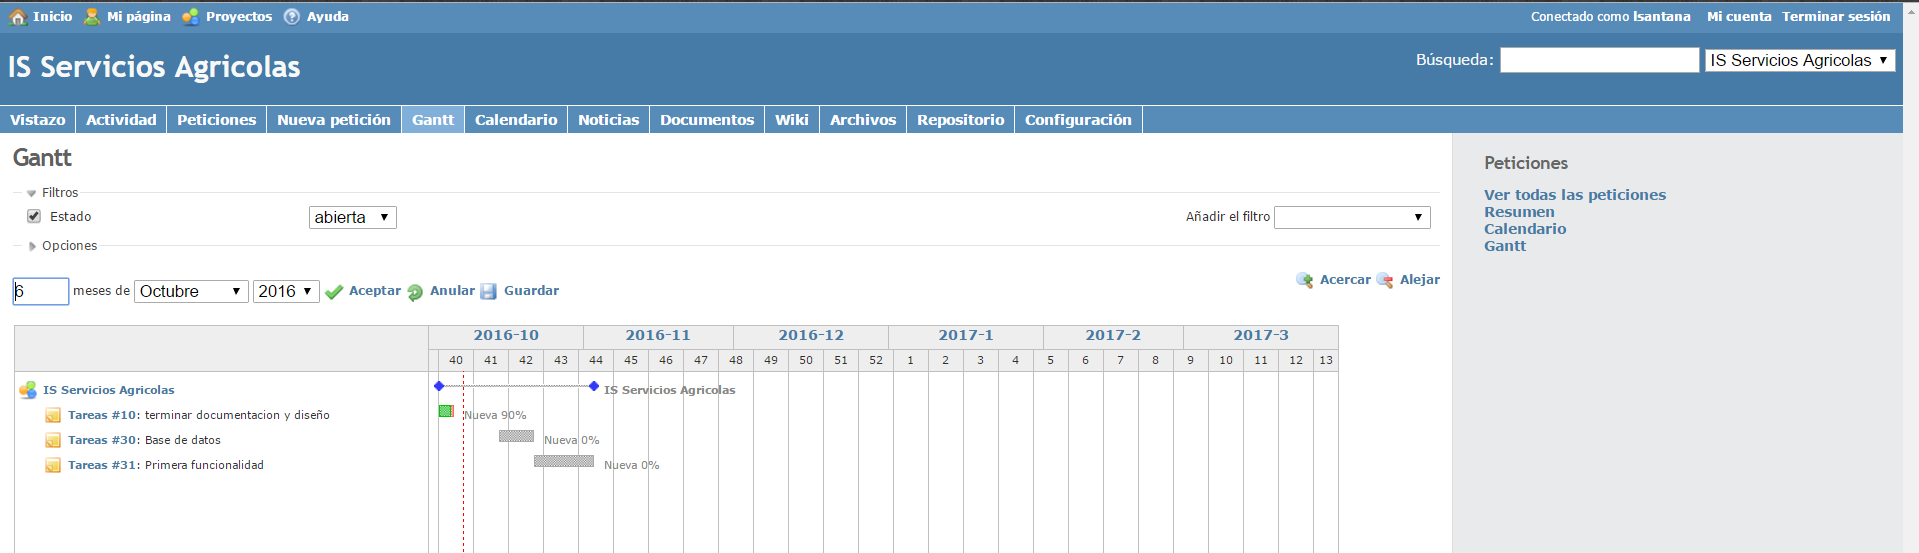 Inicio Mi página Proyectos Ayuda Conectado como lsantana Mi cuenta Terminar sesión
IS Servicios Agricolas
Búsqueda: IS Servicios Agricolas
Vistazo Actividad Peticiones Nueva petición Gantt Calendario Noticias Documentos Wiki Archivos Repositorio Configuración
Gantt
Filtros
Estado abierta Añadir el filtro
Opciones
6 meses de Octubre 2016 Aceptar Anular Guardar Acercar Alejar
2016-10 2016-11 2016-12 2017-1 2017-2 2017-3
40 41 42 43 44 45 46 47 48 49 50 51 52 1 2 3 4 5 6 7 8 9 10 11 12 13
IS Servicios Agricolas IS Servicios Agricolas
Tareas #10: terminar documentacion y diseño Nueva 90%
Tareas #30: Base de datos Nueva 0%
Tareas #31: Primera funcionalidad Nueva 0%
Peticiones
Ver todas las peticiones
Resumen
Calendario
Gantt